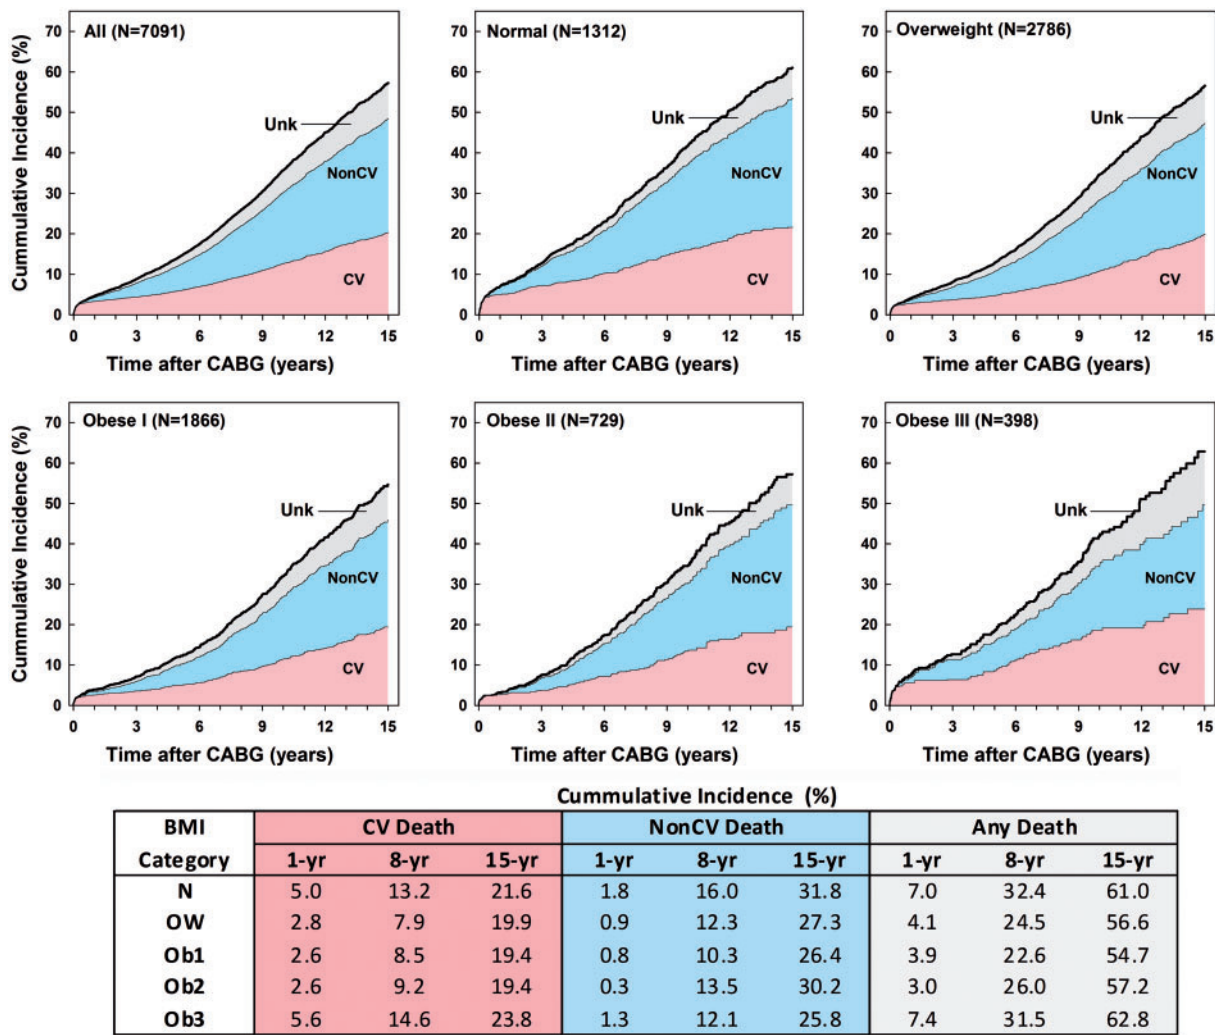 All (N=7091)
Normal (N=1312)
Overweight (N=2786)
Cummulative Incidence (%)
70
60
50
40
30
20
10
0
Unk
NonCV
CV
0 3 6 9 12 15
Time after CABG (years)
70
60
50
40
30
20
10
0
Unk
NonCV
CV
0 3 6 9 12 15
Time after CABG (years)
70
60
50
40
30
20
10
0
Unk
NonCV
CV
0 3 6 9 12 15
Time after CABG (years)
Obese I (N=1866)
Obese II (N=729)
Obese III (N=398)
Cummulative Incidence (%)
70
60
50
40
30
20
10
0
Unk
NonCV
CV
0 3 6 9 12 15
Time after CABG (years)
70
60
50
40
30
20
10
0
Unk
NonCV
CV
0 3 6 9 12 15
Time after CABG (years)
70
60
50
40
30
20
10
0
Unk
NonCV
CV
0 3 6 9 12 15
Time after CABG (years)
Cummulative Incidence (%)
BMI CV Death NonCV Death Any Death
Category 1-yr 8-yr 15-yr 1-yr 8-yr 15-yr 1-yr 8-yr 15-yr
N 5.0 13.2 21.6 1.8 16.0 31.8 7.0 32.4 61.0
OW 2.8 7.9 19.9 0.9 12.3 27.3 4.1 24.5 56.6
Ob1 2.6 8.5 19.4 0.8 10.3 26.4 3.9 22.6 54.7
Ob2 2.6 9.2 19.4 0.3 13.5 30.2 3.0 26.0 57.2
Ob3 5.6 14.6 23.8 1.3 12.1 25.8 7.4 31.5 62.8